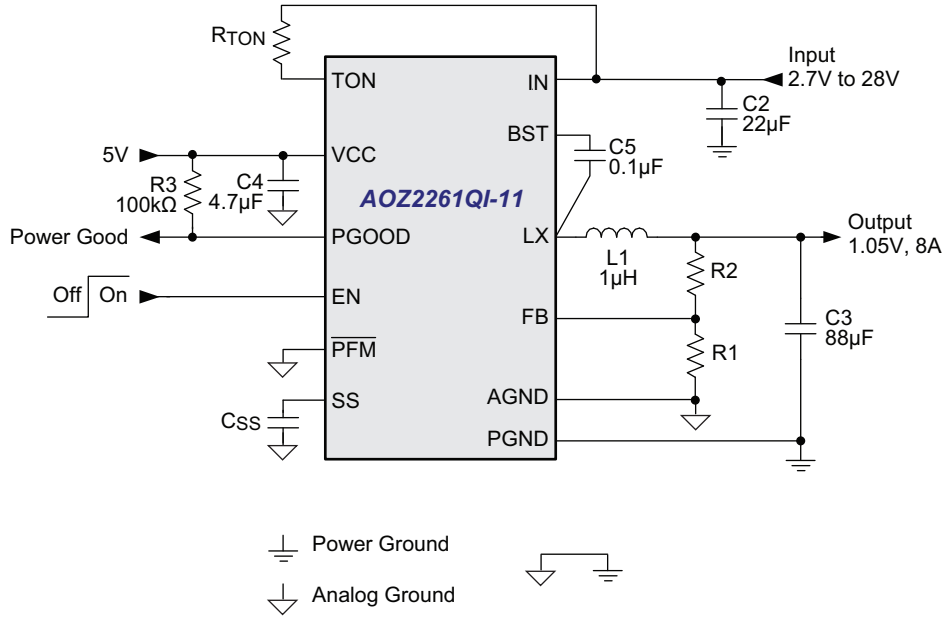 RTON
TON
IN
Input
2.7V to 28V
C2
22µF
BST
C5
0.1µF
5V
VCC
R3
100kΩ
C4
4.7µF
AOZ2261QI-11
Power Good
PGOOD
LX
L1
1µH
Output
1.05V, 8A
R2
Off On
EN
FB
C3
88µF
R1
PFM
SS
CSS
AGND
PGND
Power Ground
Analog Ground